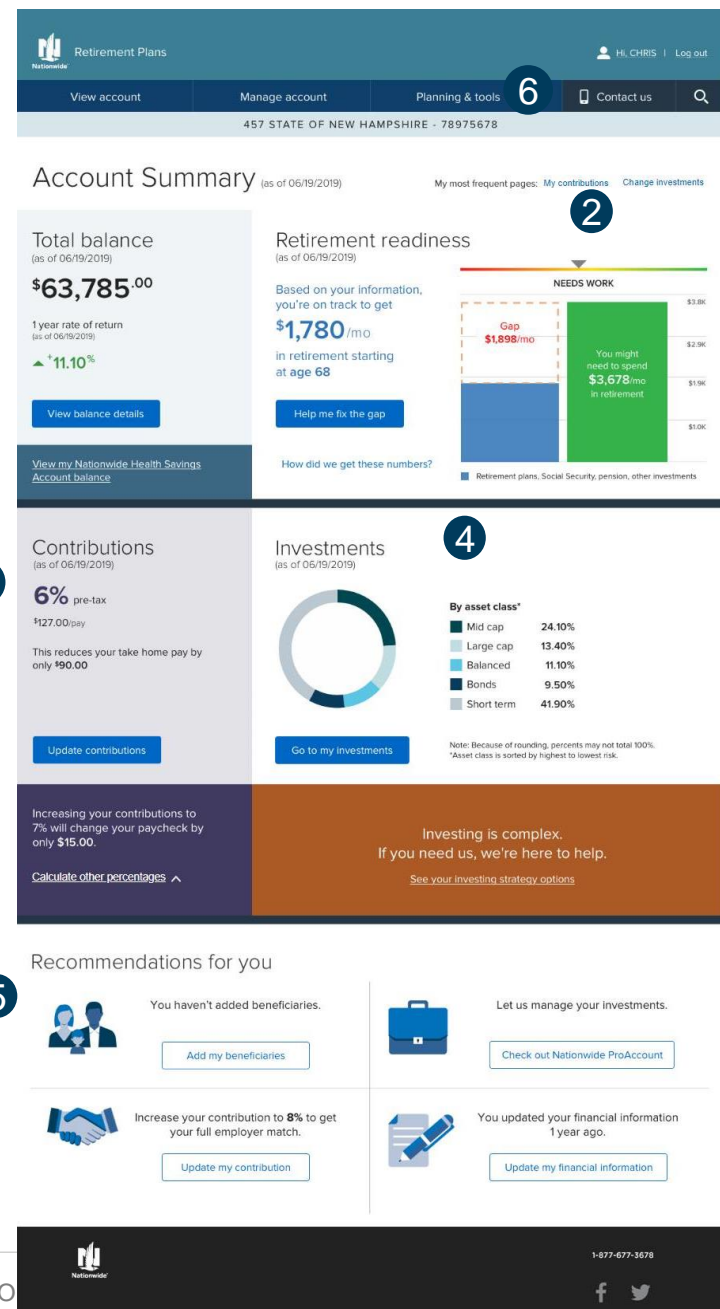 Nationwide®
Retirement Plans
Hi, CHRIS | Log out
View account
Manage account
Planning & tools
6
Contact us
457 STATE OF NEW HAMPSHIRE - 78975678
Account Summary (as of 06/19/2019)
My most frequent pages: My contributions Change investments
2
Total balance
(as of 06/19/2019)
$63,785.00
1 year rate of return
(as of 06/19/2019)
+11.10%
View balance details
View my Nationwide Health Savings
Account balance
Retirement readiness
(as of 06/19/2019)
Based on your information,
you're on track to get
$1,780/mo
in retirement starting
at age 68
Help me fix the gap
How did we get these numbers?
NEEDS WORK
Gap
$1,898/mo
You might
need to spend
$3,678/mo
in retirement
$3.8K
$2.9K
$1.9K
$1.0K
Retirement plans, Social Security, pension, other investments
Contributions
(as of 06/19/2019)
6% pre-tax
$127.00/pay
This reduces your take home pay by
only $90.00
Update contributions
Investments
(as of 06/19/2019)
4
By asset class*
Mid cap 24.10%
Large cap 13.40%
Balanced 11.10%
Bonds 9.50%
Short term 41.90%
Go to my investments
Note: Because of rounding, percents may not total 100%.
*Asset class is sorted by highest to lowest risk.
Increasing your contributions to
7% will change your paycheck by
only $15.00.
Calculate other percentages
Investing is complex.
If you need us, we're here to help.
See your investing strategy options
Recommendations for you
5
You haven't added beneficiaries.
Add my beneficiaries
Let us manage your investments.
Check out Nationwide ProAccount
Increase your contribution to 8% to get
your full employer match.
Update my contribution
You updated your financial information
1 year ago.
Update my financial information
Nationwide®
1-877-677-3678